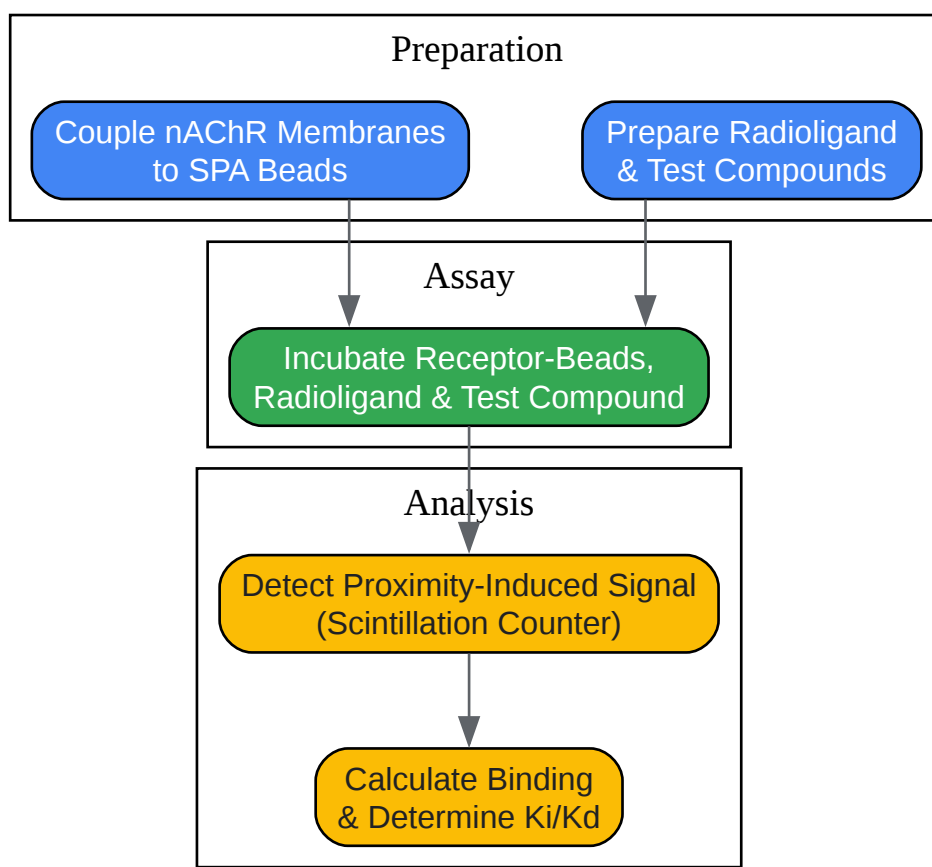 Preparation
Couple nAChR Membranes
to SPA Beads
Prepare Radioligand
& Test Compounds
Assay
Incubate Receptor-Beads,
Radioligand & Test Compound
Analysis
Detect Proximity-Induced Signal
(Scintillation Counter)
Calculate Binding
& Determine Ki/Kd